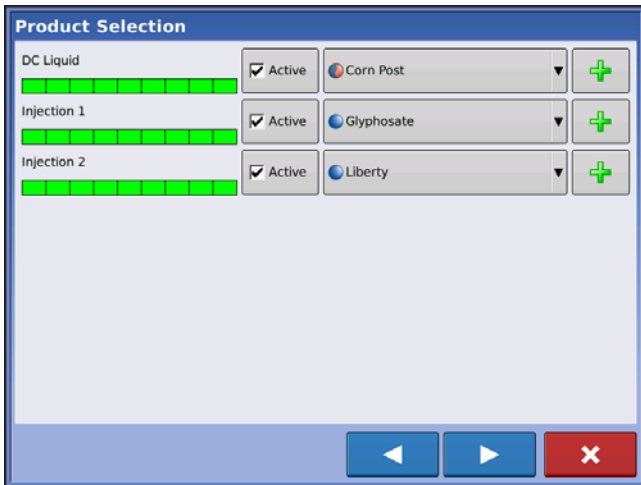 Product Selection
DC Liquid
Active
Corn Post
Injection 1
Active
Glyphosate
Injection 2
Active
Liberty